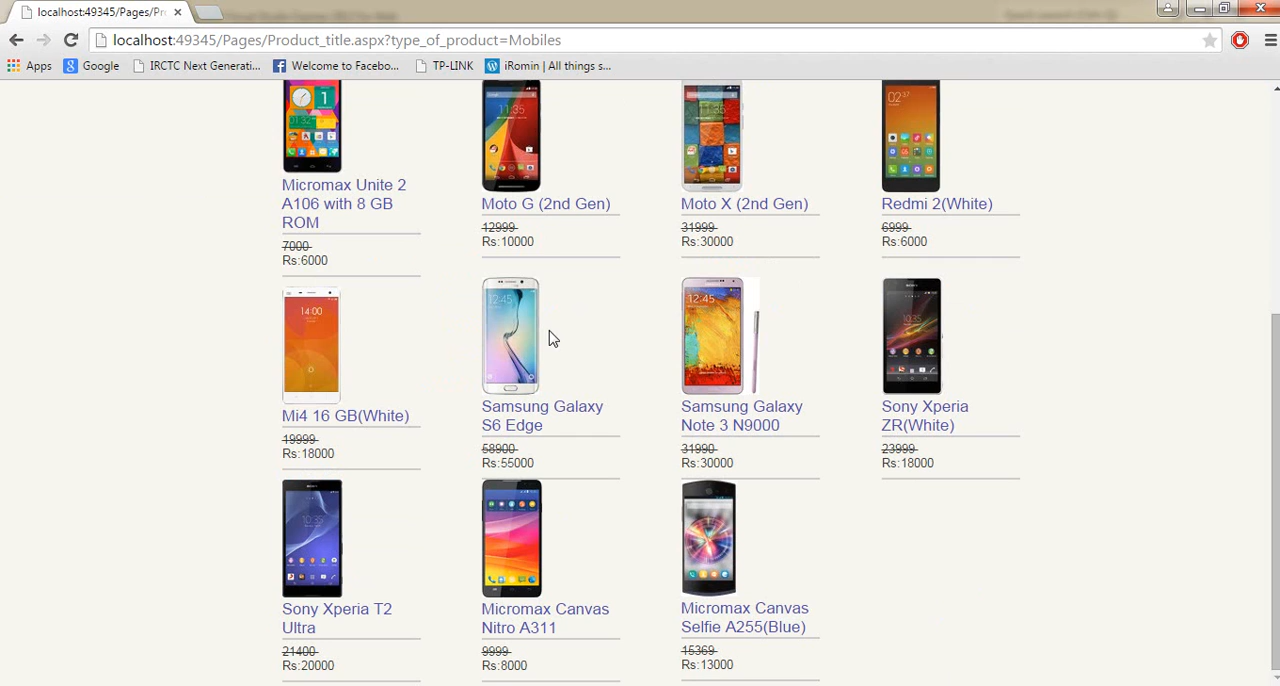 localhost:49345/Pages/Pr
localhost:49345/Pages/Product_title.aspx?type_of_product=Mobiles
Apps Google IRCTC Next Generati... Welcome to Facebo... TP-LINK iRomin | All things s...
Micromax Unite 2
A106 with 8 GB
ROM
7000
Rs:6000
Moto G (2nd Gen)
12999
Rs:10000
Moto X (2nd Gen)
31999
Rs:30000
Redmi 2(White)
6999
Rs:6000
Mi4 16 GB(White)
19999
Rs:18000
Samsung Galaxy
S6 Edge
58900
Rs:55000
Samsung Galaxy
Note 3 N9000
31990
Rs:30000
Sony Xperia
ZR(White)
23999
Rs:18000
Sony Xperia T2
Ultra
21400
Rs:20000
Micromax Canvas
Nitro A311
9999
Rs:8000
Micromax Canvas
Selfie A255(Blue)
15369
Rs:13000